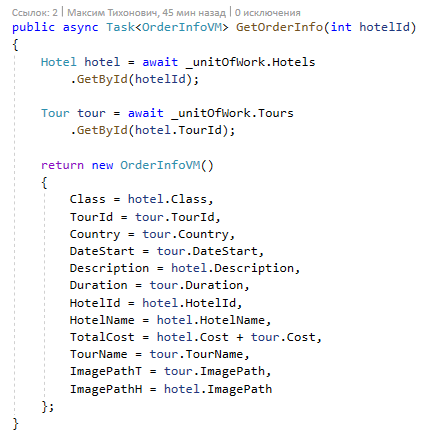 Ссылок: 2 | Максим Тихонович, 45 мин назад | 0 исключения
public async Task<OrderInfoVM> GetOrderInfo(int hotelId)
{
    Hotel hotel = await _unitOfWork.Hotels
        .GetById(hotelId);

    Tour tour = await _unitOfWork.Tours
        .GetById(hotel.TourId);

    return new OrderInfoVM()
    {
        Class = hotel.Class,
        TourId = tour.TourId,
        Country = tour.Country,
        DateStart = tour.DateStart,
        Description = hotel.Description,
        Duration = tour.Duration,
        HotelId = hotel.HotelId,
        HotelName = hotel.HotelName,
        TotalCost = hotel.Cost + tour.Cost,
        TourName = tour.TourName,
        ImagePathT = tour.ImagePath,
        ImagePathH = hotel.ImagePath
    };
}